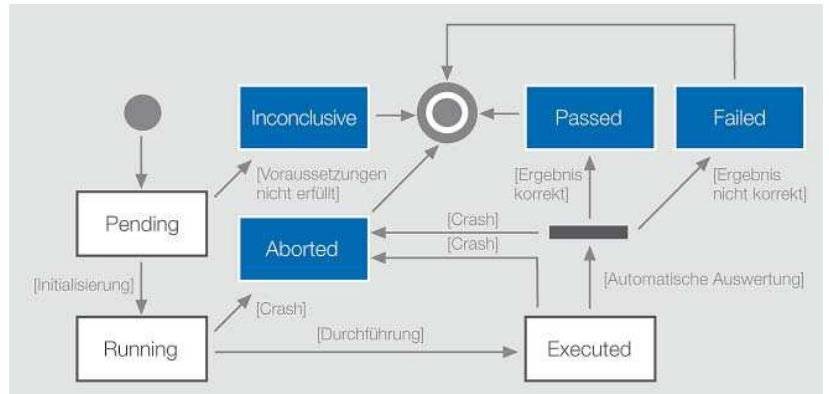 Inconclusive
Passed
Failed
[Voraussetzungen
nicht erfüllt]
[Ergebnis
korrekt]
[Ergebnis
nicht korrekt]
Pending
Aborted
[Crash]
[Crash]
[Initialisierung]
[Automatische Auswertung]
[Crash]
[Durchführung]
Running
Executed